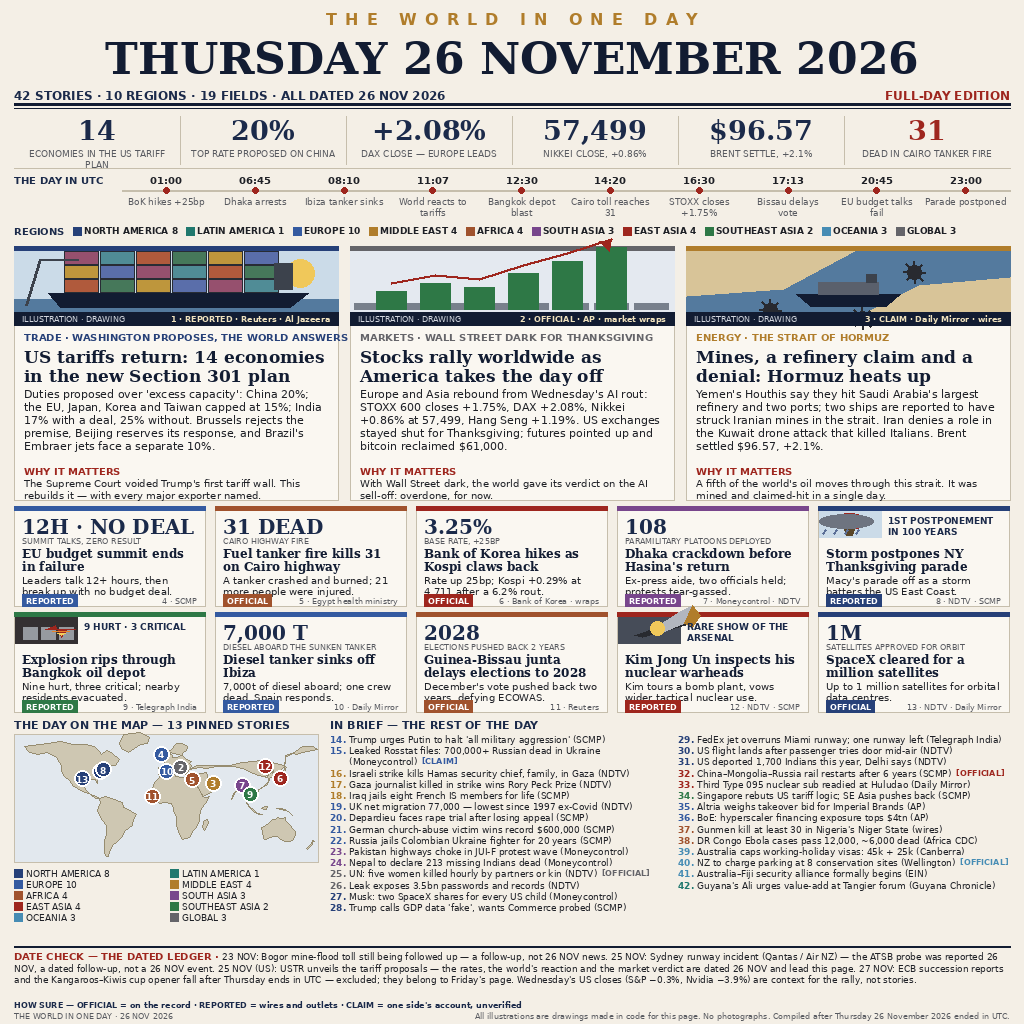 THE WORLD IN ONE DAY
THURSDAY 26 NOVEMBER 2026
42 STORIES · 10 REGIONS · 19 FIELDS · ALL DATED 26 NOV 2026
FULL-DAY EDITION
14
ECONOMIES IN THE US TARIFF
PLAN
20%
TOP RATE PROPOSED ON CHINA
+2.08%
DAX CLOSE — EUROPE LEADS
57,499
NIKKEI CLOSE, +0.86%
$96.57
BRENT SETTLE, +2.1%
31
DEAD IN CAIRO TANKER FIRE
THE DAY IN UTC
01:00
BoK hikes +25bp
06:45
Dhaka arrests
08:10
Ibiza tanker sinks
11:07
World reacts to
tariffs
12:30
Bangkok depot
blast
14:20
Cairo toll reaches
31
16:30
STOXX closes
+1.75%
17:13
Bissau delays
vote
20:45
EU budget talks
fail
23:00
Parade postponed
REGIONS
NORTH AMERICA 8
LATIN AMERICA 1
EUROPE 10
MIDDLE EAST 4
AFRICA 4
SOUTH ASIA 3
EAST ASIA 4
SOUTHEAST ASIA 2
OCEANIA 3
GLOBAL 3
ILLUSTRATION · DRAWING
1 · REPORTED · Reuters · Al Jazeera
TRADE · WASHINGTON PROPOSES, THE WORLD ANSWERS
US tariffs return: 14 economies
in the new Section 301 plan
Duties proposed over 'excess capacity': China 20%;
the EU, Japan, Korea and Taiwan capped at 15%; India
17% with a deal, 25% without. Brussels rejects the
premise, Beijing reserves its response, and Brazil's
Embraer jets face a separate 10%.
WHY IT MATTERS
The Supreme Court voided Trump's first tariff wall. This
rebuilds it — with every major exporter named.
ILLUSTRATION · DRAWING
2 · OFFICIAL · AP · market wraps
MARKETS · WALL STREET DARK FOR THANKSGIVING
Stocks rally worldwide as
America takes the day off
Europe and Asia rebound from Wednesday's AI rout:
STOXX 600 closes +1.75%, DAX +2.08%, Nikkei
+0.86% at 57,499, Hang Seng +1.19%. US exchanges
stayed shut for Thanksgiving; futures pointed up and
bitcoin reclaimed $61,000.
WHY IT MATTERS
With Wall Street dark, the world gave its verdict on the AI
sell-off: overdone, for now.
ILLUSTRATION · DRAWING
3 · CLAIM · Daily Mirror · wires
ENERGY · THE STRAIT OF HORMUZ
Mines, a refinery claim and a
denial: Hormuz heats up
Yemen's Houthis say they hit Saudi Arabia's largest
refinery and two ports; two ships are reported to have
struck Iranian mines in the strait. Iran denies a role in
the Kuwait drone attack that killed Italians. Brent
settled $96.57, +2.1%.
WHY IT MATTERS
A fifth of the world's oil moves through this strait. It was
mined and claimed-hit in a single day.
12H · NO DEAL
SUMMIT TALKS, ZERO RESULT
EU budget summit ends
in failure
Leaders talk 12+ hours, then
break up with no budget deal.
REPORTED
4 · SCMP
31 DEAD
CAIRO HIGHWAY FIRE
Fuel tanker fire kills 31
on Cairo highway
A tanker crashed and burned; 21
more people were injured.
OFFICIAL
5 · Egypt health ministry
3.25%
BASE RATE, +25BP
Bank of Korea hikes as
Kospi claws back
Rate up 25bp; Kospi +0.29% at
4,711 after a 6.2% rout.
OFFICIAL
6 · Bank of Korea · wraps
108
PARAMILITARY PLATOONS DEPLOYED
Dhaka crackdown before
Hasina's return
Ex-press aide, two officials held;
protests tear-gassed.
REPORTED
7 · Moneycontrol · NDTV
1ST POSTPONEMENT
IN 100 YEARS
Storm postpones NY
Thanksgiving parade
Macy's parade off as a storm
batters the US East Coast.
REPORTED
8 · NDTV · SCMP
9 HURT · 3 CRITICAL
Explosion rips through
Bangkok oil depot
Nine hurt, three critical; nearby
residents evacuated.
REPORTED
9 · Telegraph India
7,000 T
DIESEL ABOARD THE SUNKEN TANKER
Diesel tanker sinks off
Ibiza
7,000t of diesel aboard; one crew
dead. Spain responds.
REPORTED
10 · Daily Mirror
2028
ELECTIONS PUSHED BACK 2 YEARS
Guinea-Bissau junta
delays elections to 2028
December's vote pushed back two
years, defying ECOWAS.
OFFICIAL
11 · Reuters
RARE SHOW OF THE
ARSENAL
Kim Jong Un inspects his
nuclear warheads
Kim tours a bomb plant, vows
wider tactical nuclear use.
REPORTED
12 · NDTV · SCMP
1M
SATELLITES APPROVED FOR ORBIT
SpaceX cleared for a
million satellites
Up to 1 million satellites for orbital
data centres.
OFFICIAL
13 · NDTV · Daily Mirror
THE DAY ON THE MAP — 13 PINNED STORIES
4
13
8
10
2
5
3
11
7
9
12
6
NORTH AMERICA 8
LATIN AMERICA 1
EUROPE 10
MIDDLE EAST 4
AFRICA 4
SOUTH ASIA 3
EAST ASIA 4
SOUTHEAST ASIA 2
OCEANIA 3
GLOBAL 3
IN BRIEF — THE REST OF THE DAY
14. Trump urges Putin to halt 'all military aggression' (SCMP)
15. Leaked Rosstat files: 700,000+ Russian dead in Ukraine
(Moneycontrol) [CLAIM]
16. Israeli strike kills Hamas security chief, family, in Gaza (NDTV)
17. Gaza journalist killed in strike wins Rory Peck Prize (NDTV)
18. Iraq jails eight French IS members for life (SCMP)
19. UK net migration 77,000 — lowest since 1997 ex-Covid (NDTV)
20. Depardieu faces rape trial after losing appeal (SCMP)
21. German church-abuse victim wins record $600,000 (SCMP)
22. Russia jails Colombian Ukraine fighter for 20 years (SCMP)
23. Pakistan highways choke in JUI-F protest wave (Moneycontrol)
24. Nepal to declare 213 missing Indians dead (Moneycontrol)
25. UN: five women killed hourly by partners or kin (NDTV) [OFFICIAL]
26. Leak exposes 3.5bn passwords and records (NDTV)
27. Musk: two SpaceX shares for every US child (Moneycontrol)
28. Trump calls GDP data 'fake', wants Commerce probed (SCMP)
29. FedEx jet overruns Miami runway; one runway left (Telegraph India)
30. US flight lands after passenger tries door mid-air (NDTV)
31. US deported 1,700 Indians this year, Delhi says (NDTV)
32. China–Mongolia–Russia rail restarts after 6 years (SCMP) [OFFICIAL]
33. Third Type 095 nuclear sub readied at Huludao (Daily Mirror)
34. Singapore rebuts US tariff logic; SE Asia pushes back (SCMP)
35. Altria weighs takeover bid for Imperial Brands (AP)
36. BoE: hyperscaler financing exposure tops $4tn (AP)
37. Gunmen kill at least 30 in Nigeria's Niger State (wires)
38. DR Congo Ebola cases pass 12,000, ~6,000 dead (Africa CDC)
39. Australia caps working-holiday visas: 45k + 25k (Canberra)
40. NZ to charge parking at 8 conservation sites (Wellington) [OFFICIAL]
41. Australia–Fiji security alliance formally begins (EIN)
42. Guyana's Ali urges value-add at Tangier forum (Guyana Chronicle)
DATE CHECK — THE DATED LEDGER · 23 NOV: Bogor mine-flood toll still being followed up — a follow-up, not 26 NOV news. 25 NOV: Sydney runway incident (Qantas / Air NZ) — the ATSB probe was reported 26
NOV, a dated follow-up, not a 26 NOV event. 25 NOV (US): USTR unveils the tariff proposals — the rates, the world's reaction and the market verdict are dated 26 NOV and lead this page. 27 NOV: ECB succession reports
and the Kangaroos–Kiwis cup opener fall after Thursday ends in UTC — excluded; they belong to Friday's page. Wednesday's US closes (S&P −0.3%, Nvidia −3.9%) are context for the rally, not stories.
HOW SURE — OFFICIAL = on the record · REPORTED = wires and outlets · CLAIM = one side's account, unverified
THE WORLD IN ONE DAY · 26 NOV 2026
All illustrations are drawings made in code for this page. No photographs. Compiled after Thursday 26 November 2026 ended in UTC.